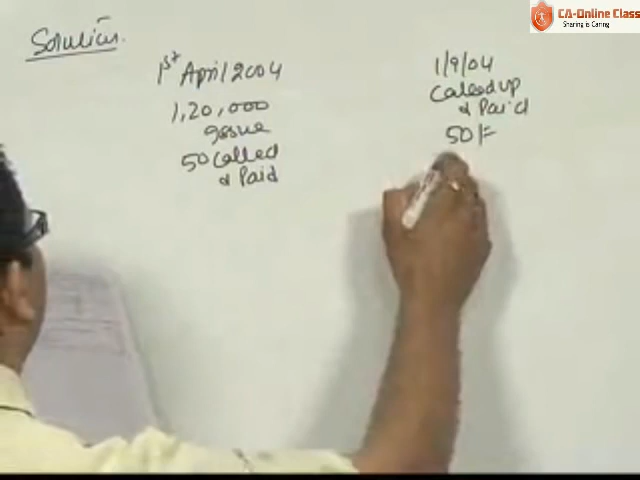 CA-Online Class
Sharing is Caring
Solution.
1st April 2004
1,20,000
issue
50 Called
& Paid
1/9/04
Called up
& Paid
50/=